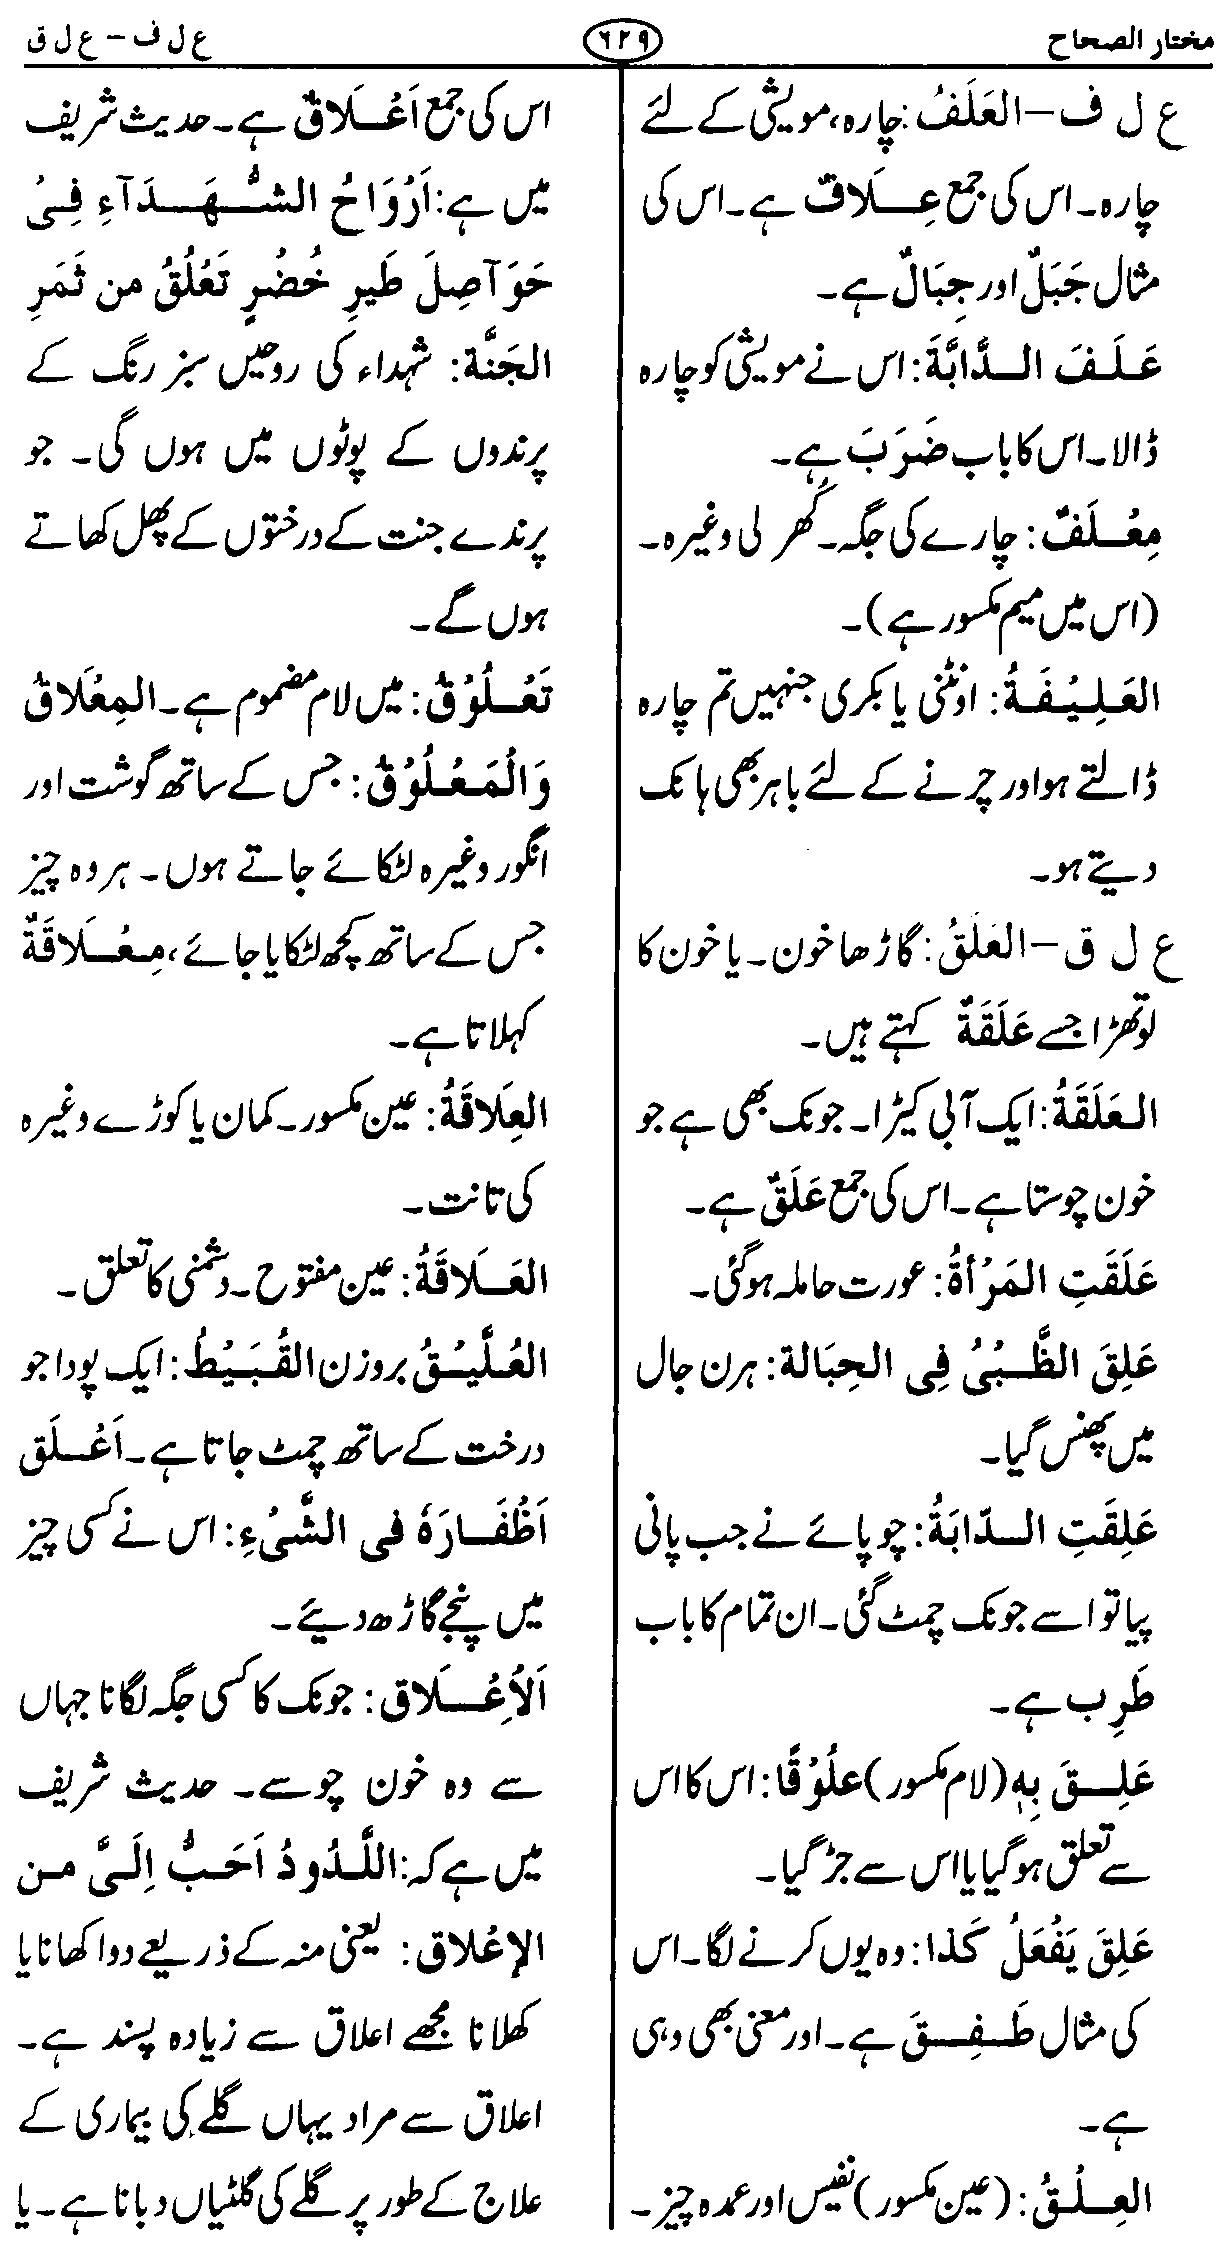 مختار الصحاح
۶۲۹
ع ل ف – ع ل ق
ع ل ف – العَلَفُ: چارہ، مویشی کے لئے
چارہ۔ اس کی جمع عِلَافٌ ہے۔ اس کی
مثال جَبَلٌ اور جِبَالٌ ہے۔
عَلَفَ الدَّابَّةَ: اس نے مویشی کو چارہ
ڈالا۔ اس کا باب ضَرَبَ ہے۔
مِعْلَفٌ: چارے کی جگہ۔ کُھر لی وغیرہ۔
(اس میں میم مکسور ہے)۔
العَلِيْفَةُ: اونٹنی یا بکری جنہیں تم چارہ
ڈالتے ہو اور چرنے کے لئے باہر بھی ہانک
دیتے ہو۔
ع ل ق – العَلَقُ: گاڑھا خون۔ یا خون کا
لوتھڑا جسے عَلَقَةٌ کہتے ہیں۔
العَلَقَةُ: ایک آبی کیڑا۔ جونک بھی ہے جو
خون چوستا ہے۔ اس کی جمع عَلَقٌ ہے۔
عَلَقَتِ المَرْأةُ: عورت حاملہ ہو گئی۔
عَلِقَ الظَّبْيُ فِي الحِبَالة: ہرن جال
میں پھنس گیا۔
عَلِقَتِ الدّابَةُ: چوپائے نے جب پانی
پیا تو اسے جونک چمٹ گئی۔ ان تمام کا باب
طَرِب ہے۔
عَلِقَ بِهٖ (لام مکسور) علُوْقًا: اس کا اس
سے تعلق ہو گیا یا اس سے جڑ گیا۔
عَلِقَ يَفْعَلُ كَذا: وہ یوں کرنے لگا۔ اس
کی مثال طَفِقَ ہے۔ اور معنی بھی وہی
ہے۔
العِلْقُ: (عین مکسور) نفیس اور عمدہ چیز۔
اس کی جمع اَعْلَاقٌ ہے۔ حدیث شریف
میں ہے: اَرْوَاحُ الشُّهَدَآءِ فِيْ
حَوَآصِلَ طَيرِ خُضْرٍ تَعْلُقُ من ثَمَرِ
الجَنَّة: شہداء کی روحیں سبز رنگ کے
پرندوں کے پوٹوں میں ہوں گی۔ جو
پرندے جنت کے درختوں کے پھل کھاتے
ہوں گے۔
تَعْلُوْقٌ: میں لام مضموم ہے۔ المِعْلَاقُ
وَالْمَعْلُوْقُ: جس کے ساتھ گوشت اور
انگور وغیرہ لٹکائے جاتے ہوں۔ ہر وہ چیز
جس کے ساتھ کچھ لٹکایا جائے، مِعْلَاقَةٌ
کہلاتا ہے۔
العِلَاقَةُ: عین مکسور۔ کمان یا کوڑے وغیرہ
کی تانت۔
العَلَاقَةُ: عین مفتوح۔ دشمنی کا تعلق۔
العُلَّيْقُ بروزن القُبَيْطُ: ایک پودا جو
درخت کے ساتھ چمٹ جاتا ہے۔ اَعْلَق
اَظْفَارَهٗ فى الشَّىْءِ: اس نے کسی چیز
میں پنجے گاڑھ دیئے۔
اَلْاِعْلَاق: جونک کا کسی جگہ لگانا جہاں
سے وہ خون چوسے۔ حدیث شریف
میں ہے کہ: اللَّدُودُ اَحَبُّ اِلَىَّ من
الإعْلاق: یعنی منہ کے ذریعے دوا کھانا یا
کھلانا مجھے اعلاق سے زیادہ پسند ہے۔
اعلاق سے مراد یہاں گلے کی بیماری کے
علاج کے طور پر گلے کی گلٹیاں دبانا ہے۔ یا